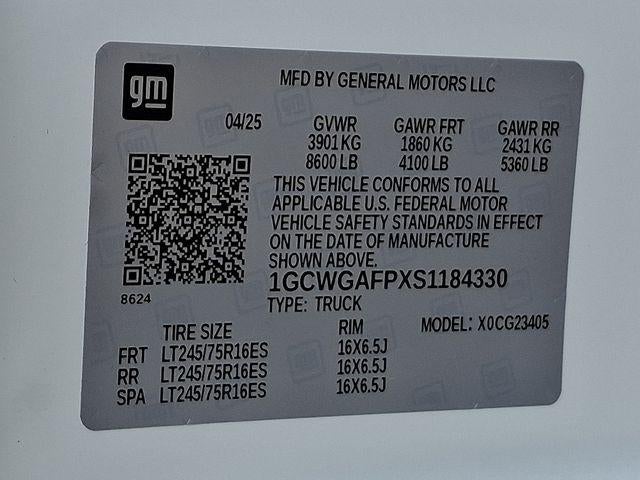 gm
MFD BY GENERAL MOTORS LLC
04/25 GVWR GAWR FRT GAWR RR
3901 KG 1860 KG 2431 KG
8600 LB 4100 LB 5360 LB
THIS VEHICLE CONFORMS TO ALL
APPLICABLE U.S. FEDERAL MOTOR
VEHICLE SAFETY STANDARDS IN EFFECT
ON THE DATE OF MANUFACTURE
SHOWN ABOVE.
1GCWGAFPXS1184330
8624
TYPE: TRUCK
TIRE SIZE RIM MODEL: X0CG23405
FRT LT245/75R16ES 16X6.5J
RR LT245/75R16ES 16X6.5J
SPA LT245/75R16ES 16X6.5J